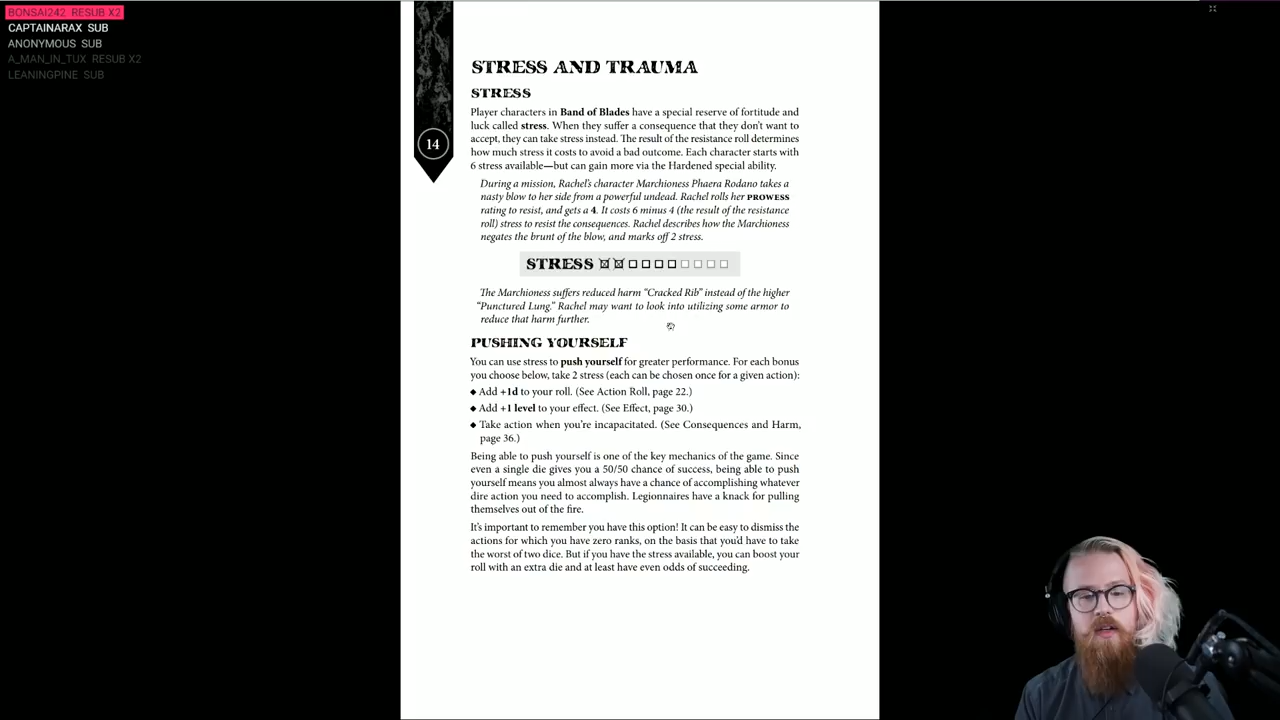 BONSAI242 RESUB X2
CAPTAINARAX SUB
ANONYMOUS SUB
A_MAN_IN_TUX RESUB X2
LEANINGPINE SUB
14
STRESS AND TRAUMA
STRESS
Player characters in Band of Blades have a special reserve of fortitude and
luck called stress. When they suffer a consequence that they don't want to
accept, they can take stress instead. The result of the resistance roll determines
how much stress it costs to avoid a bad outcome. Each character starts with
6 stress available—but can gain more via the Hardened special ability.
During a mission, Rachel's character Marchioness Phaera Rodano takes a
nasty blow to her side from a powerful undead. Rachel rolls her PROWESS
rating to resist, and gets a 4. It costs 6 minus 4 (the result of the resistance
roll) stress to resist the consequences. Rachel describes how the Marchioness
negates the brunt of the blow, and marks off 2 stress.
STRESS
The Marchioness suffers reduced harm “Cracked Rib” instead of the higher
“Punctured Lung.” Rachel may want to look into utilizing some armor to
reduce that harm further.
PUSHING YOURSELF
You can use stress to push yourself for greater performance. For each bonus
you choose below, take 2 stress (each can be chosen once for a given action):
◆ Add +1d to your roll. (See Action Roll, page 22.)
◆ Add +1 level to your effect. (See Effect, page 30.)
◆ Take action when you're incapacitated. (See Consequences and Harm,
page 36.)
Being able to push yourself is one of the key mechanics of the game. Since
even a single die gives you a 50/50 chance of success, being able to push
yourself means you almost always have a chance of accomplishing whatever
dire action you need to accomplish. Legionnaires have a knack for pulling
themselves out of the fire.
It's important to remember you have this option! It can be easy to dismiss the
actions for which you have zero ranks, on the basis that you'd have to take
the worst of two dice. But if you have the stress available, you can boost your
roll with an extra die and at least have even odds of succeeding.